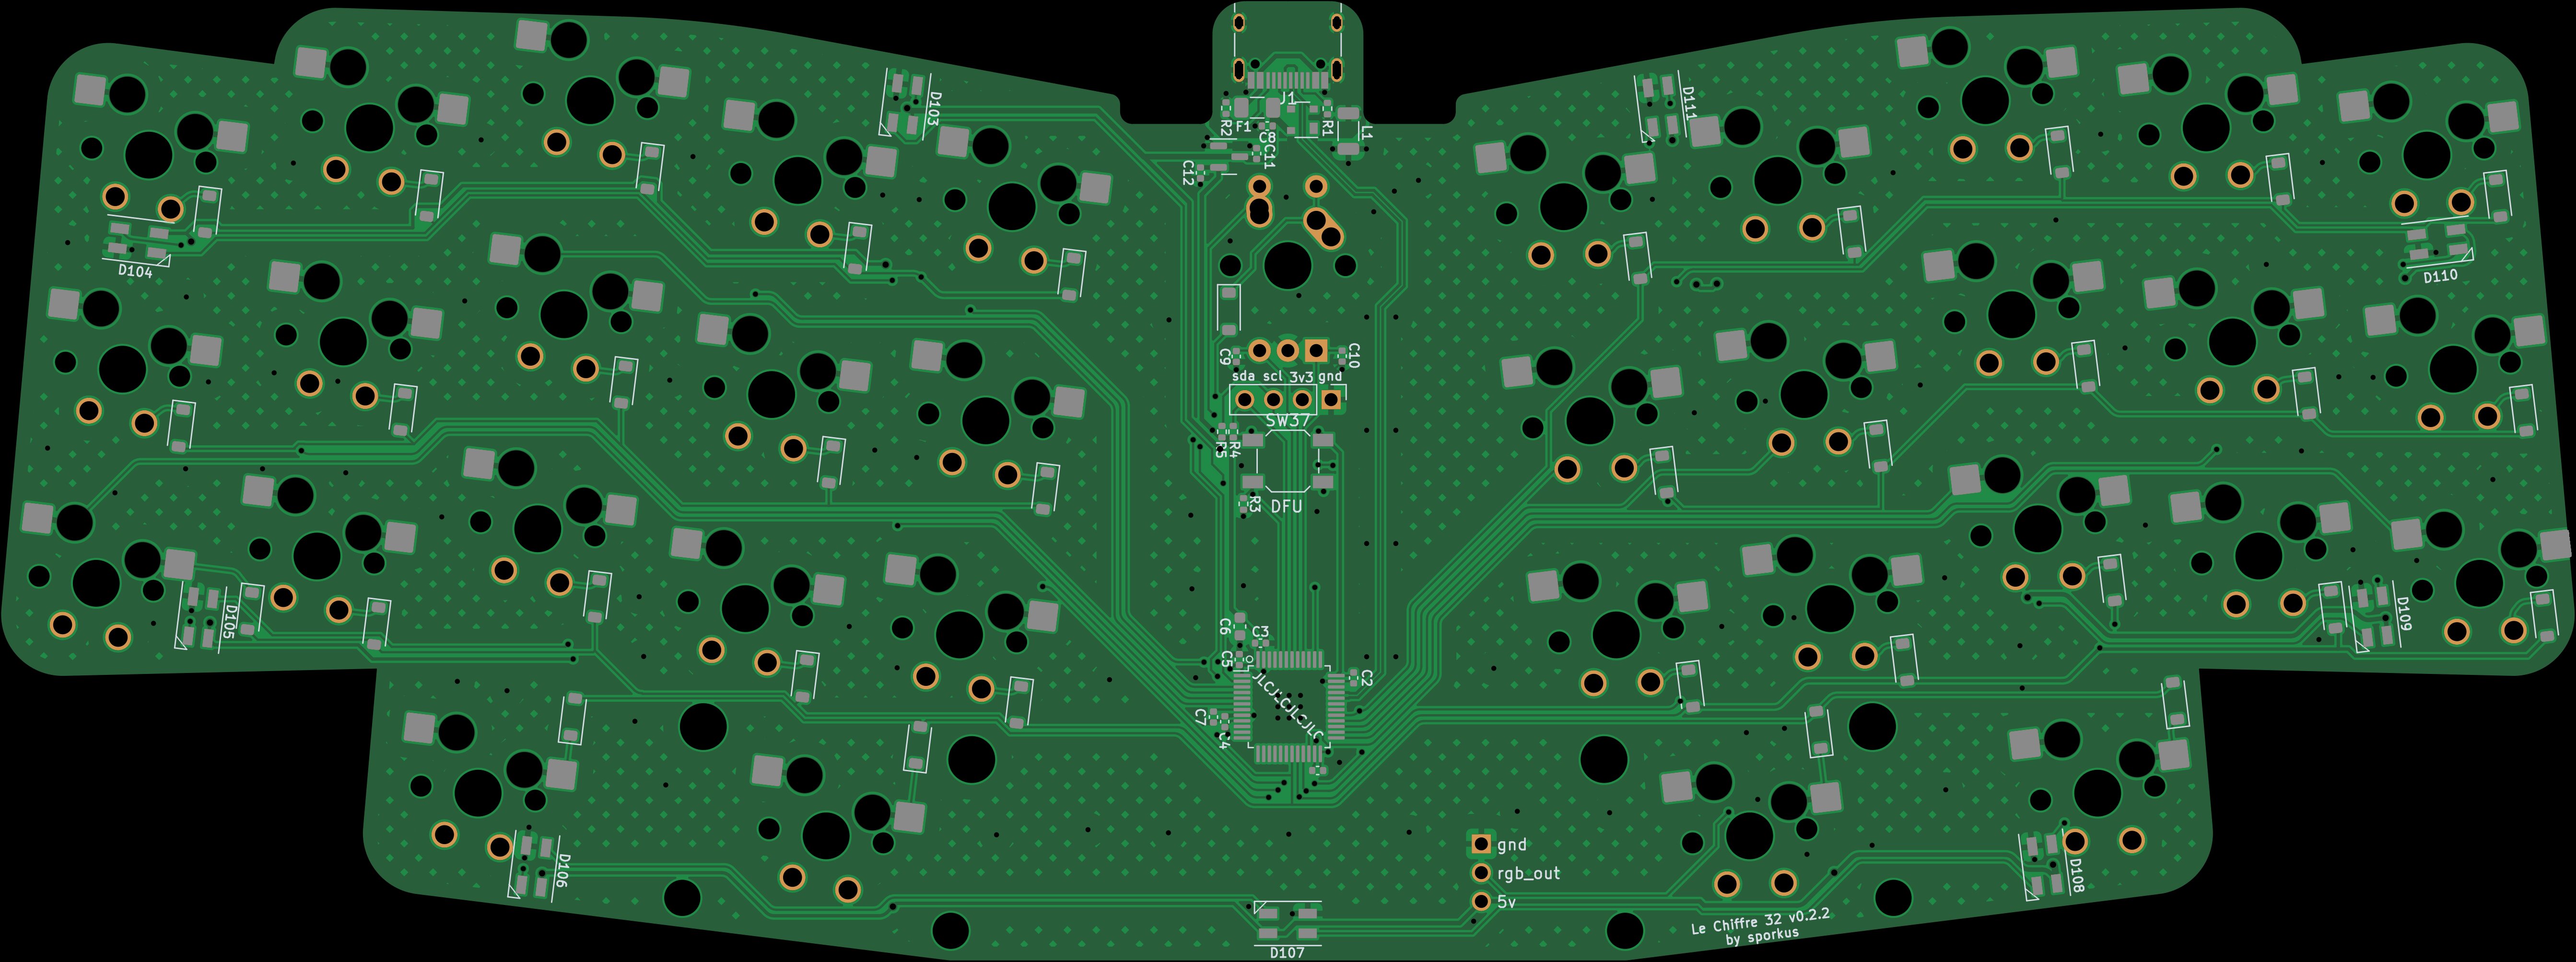 J1
D103
D111
R2
F1
R1
L1
C8
C11
C12
D104
D110
C9
C10
sda scl 3v3 gnd
SW37
R5
R4
R3
DFU
C6
C3
C5
C2
JLCJLCJLCJLC
C7
C4
D105
D109
gnd
rgb_out
5v
D106
D108
Le Chiffre 32 v0.2.2
by sporkus
D107